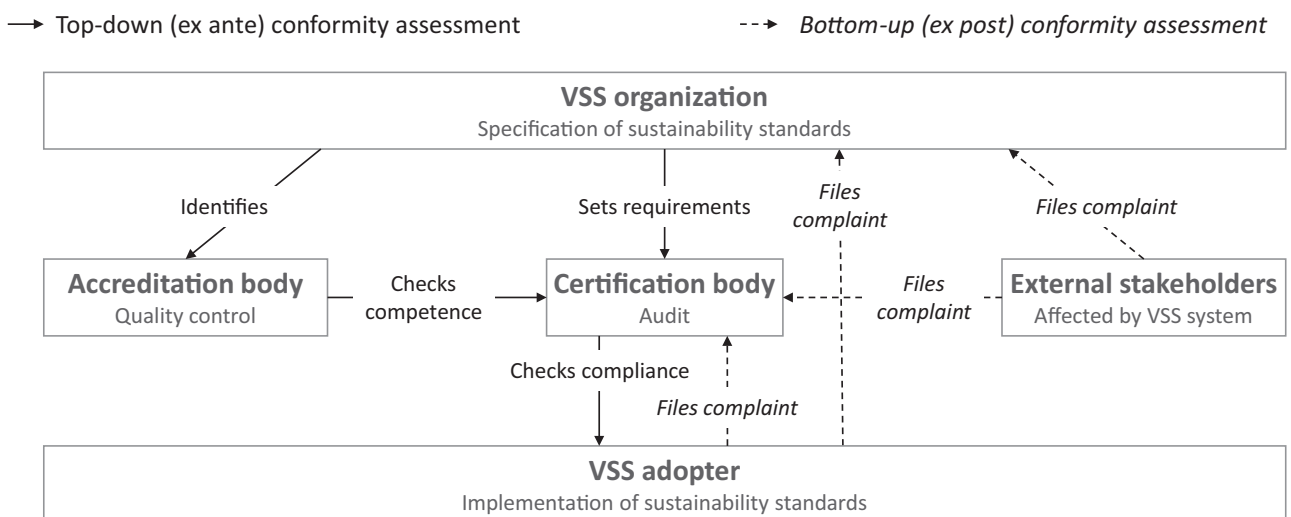 Top-down (ex ante) conformity assessment
Bottom-up (ex post) conformity assessment
VSS organization
Specification of sustainability standards
Identifies
Sets requirements
Files
complaint
Files complaint
Accreditation body
Quality control
Checks
competence
Certification body
Audit
Files
complaint
External stakeholders
Affected by VSS system
Checks compliance
Files complaint
VSS adopter
Implementation of sustainability standards